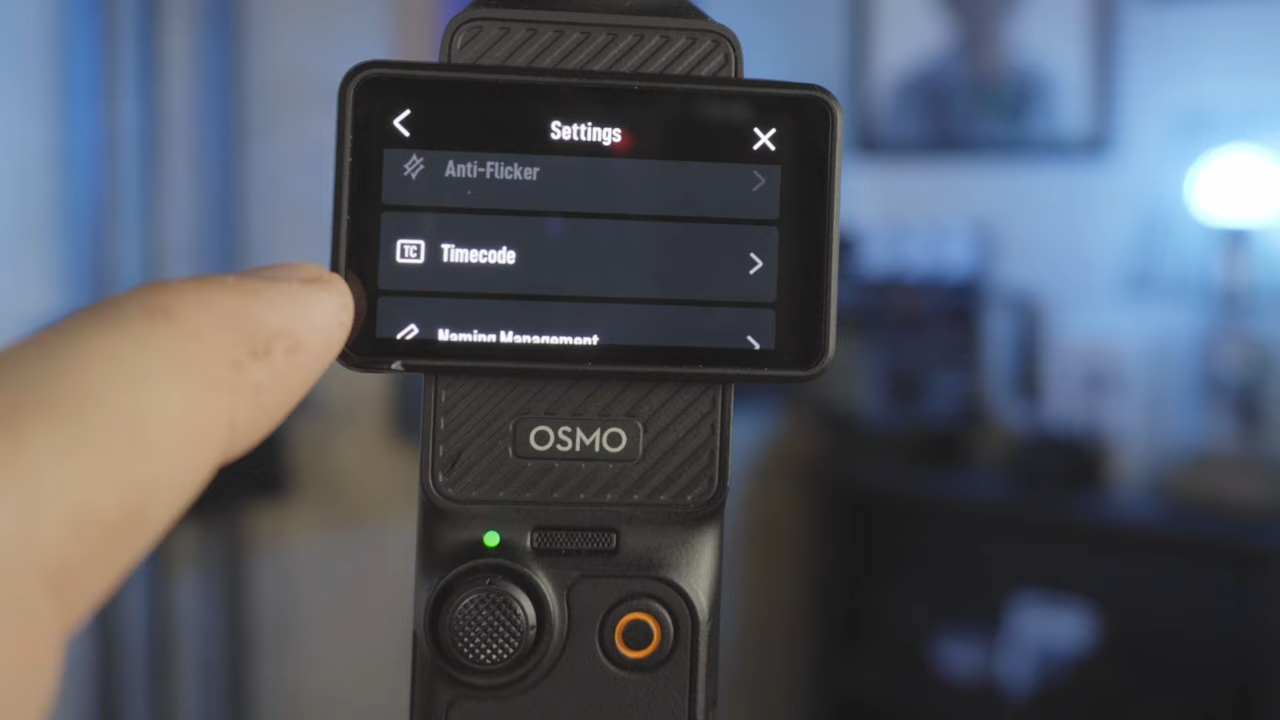 Settings
Anti-Flicker
TC
Timecode
Naming Management
OSMO